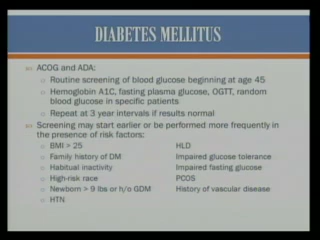 DIABETES MELLITUS
ACOG and ADA:
Routine screening of blood glucose beginning at age 45
Hemoglobin A1C, fasting plasma glucose, OGTT, random
blood glucose in specific patients
Repeat at 3 year intervals if results normal
Screening may start earlier or be performed more frequently in
the presence of risk factors:
BMI > 25 HLD
Family history of DM Impaired glucose tolerance
Habitual inactivity Impaired fasting glucose
High-risk race PCOS
Newborn > 9 lbs or h/o GDM History of vascular disease
HTN